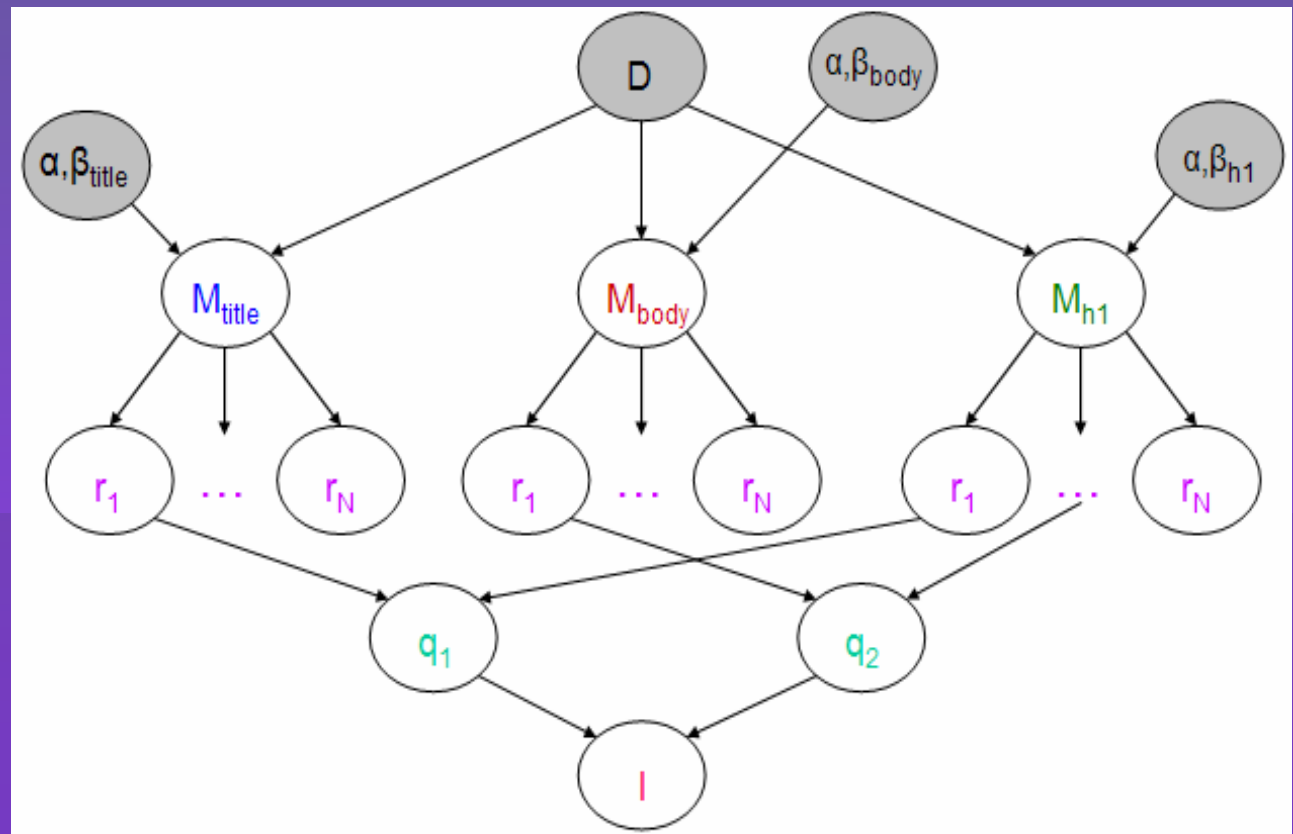 D
α,βbody
α,βtitle
α,βh1
Mtitle
Mbody
Mh1
r1 … rN
r1 … rN
r1 … rN
q1
q2
I